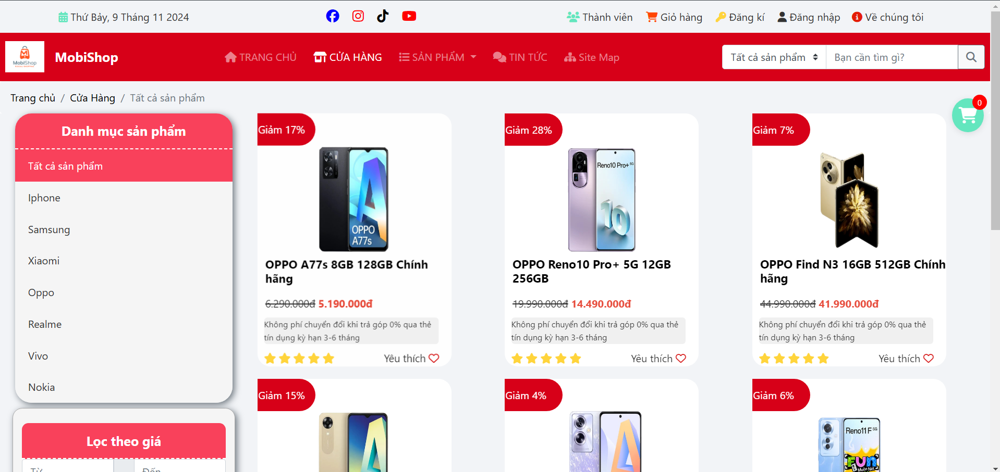 Thứ Bảy, 9 Tháng 11 2024
Thành viên
Giỏ hàng
Đăng kí
Đăng nhập
Về chúng tôi
MobiShop
MobiShop
TRANG CHỦ
CỬA HÀNG
SẢN PHẨM
TIN TỨC
Site Map
Tất cả sản phẩm
Bạn cần tìm gì?
Trang chủ / Cửa Hàng / Tất cả sản phẩm
0
Danh mục sản phẩm
Tất cả sản phẩm
Iphone
Samsung
Xiaomi
Oppo
Realme
Vivo
Nokia
Lọc theo giá
Từ
Đến
Giảm 17%
OPPO
A77s
OPPO A77s 8GB 128GB Chính
hãng
6.290.000đ 5.190.000đ
Không phí chuyển đổi khi trả góp 0% qua thẻ
tín dụng kỳ hạn 3-6 tháng
Yêu thích
Giảm 28%
Reno10 Pro+ 5G
10
OPPO Reno10 Pro+ 5G 12GB
256GB
19.990.000đ 14.490.000đ
Không phí chuyển đổi khi trả góp 0% qua thẻ
tín dụng kỳ hạn 3-6 tháng
Yêu thích
Giảm 7%
OPPO Find N3 16GB 512GB Chính
hãng
44.990.000đ 41.990.000đ
Không phí chuyển đổi khi trả góp 0% qua thẻ
tín dụng kỳ hạn 3-6 tháng
Yêu thích
Giảm 15%
Giảm 4%
Giảm 6%
Reno11 F 5G
FUN
Muôn Nét